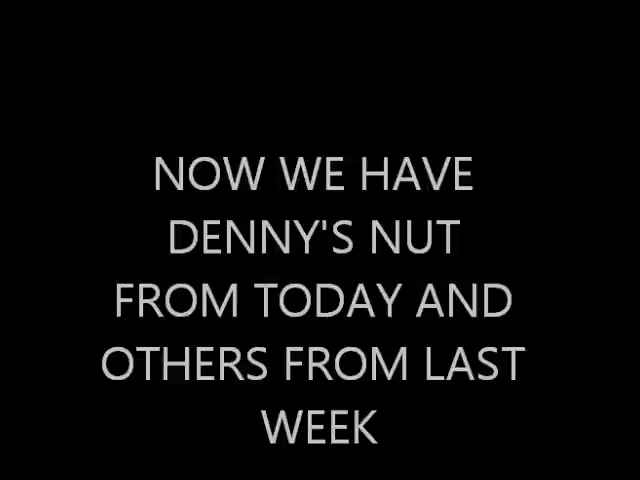 NOW WE HAVE
DENNY'S NUT
FROM TODAY AND
OTHERS FROM LAST
WEEK